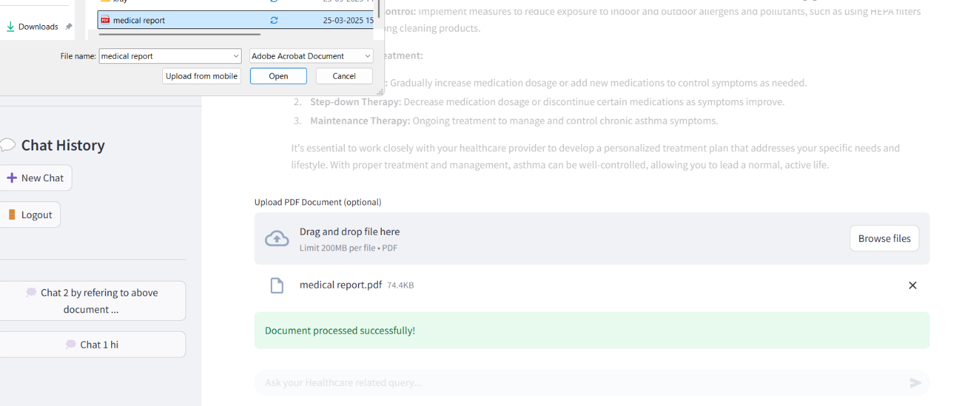 Downloads
medical report
25-03-2025 15
File name:
medical report
Adobe Acrobat Document
Upload from mobile
Open
Cancel
ontrol: Implement measures to reduce exposure to indoor and outdoor allergens and pollutants, such as using HEPA filters
ng cleaning products.
eatment:
: Gradually increase medication dosage or add new medications to control symptoms as needed.
2. Step-down Therapy: Decrease medication dosage or discontinue certain medications as symptoms improve.
3. Maintenance Therapy: Ongoing treatment to manage and control chronic asthma symptoms.
It's essential to work closely with your healthcare provider to develop a personalized treatment plan that addresses your specific needs and
lifestyle. With proper treatment and management, asthma can be well-controlled, allowing you to lead a normal, active life.
Chat History
New Chat
Logout
Chat 2 by refering to above
document ...
Chat 1 hi
Upload PDF Document (optional)
Drag and drop file here
Limit 200MB per file • PDF
Browse files
medical report.pdf 74.4KB
Document processed successfully!
Ask your Healthcare related query...